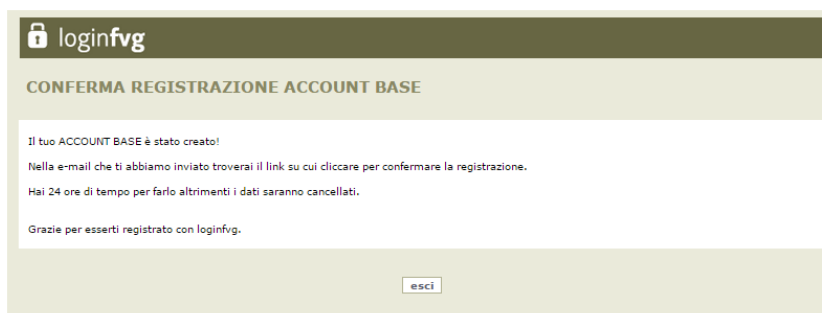 loginfvg
CONFERMA REGISTRAZIONE ACCOUNT BASE
Il tuo ACCOUNT BASE è stato creato!
Nella e-mail che ti abbiamo inviato troverai il link su cui cliccare per confermare la registrazione.
Hai 24 ore di tempo per farlo altrimenti i dati saranno cancellati.
Grazie per esserti registrato con loginfvg.
esci